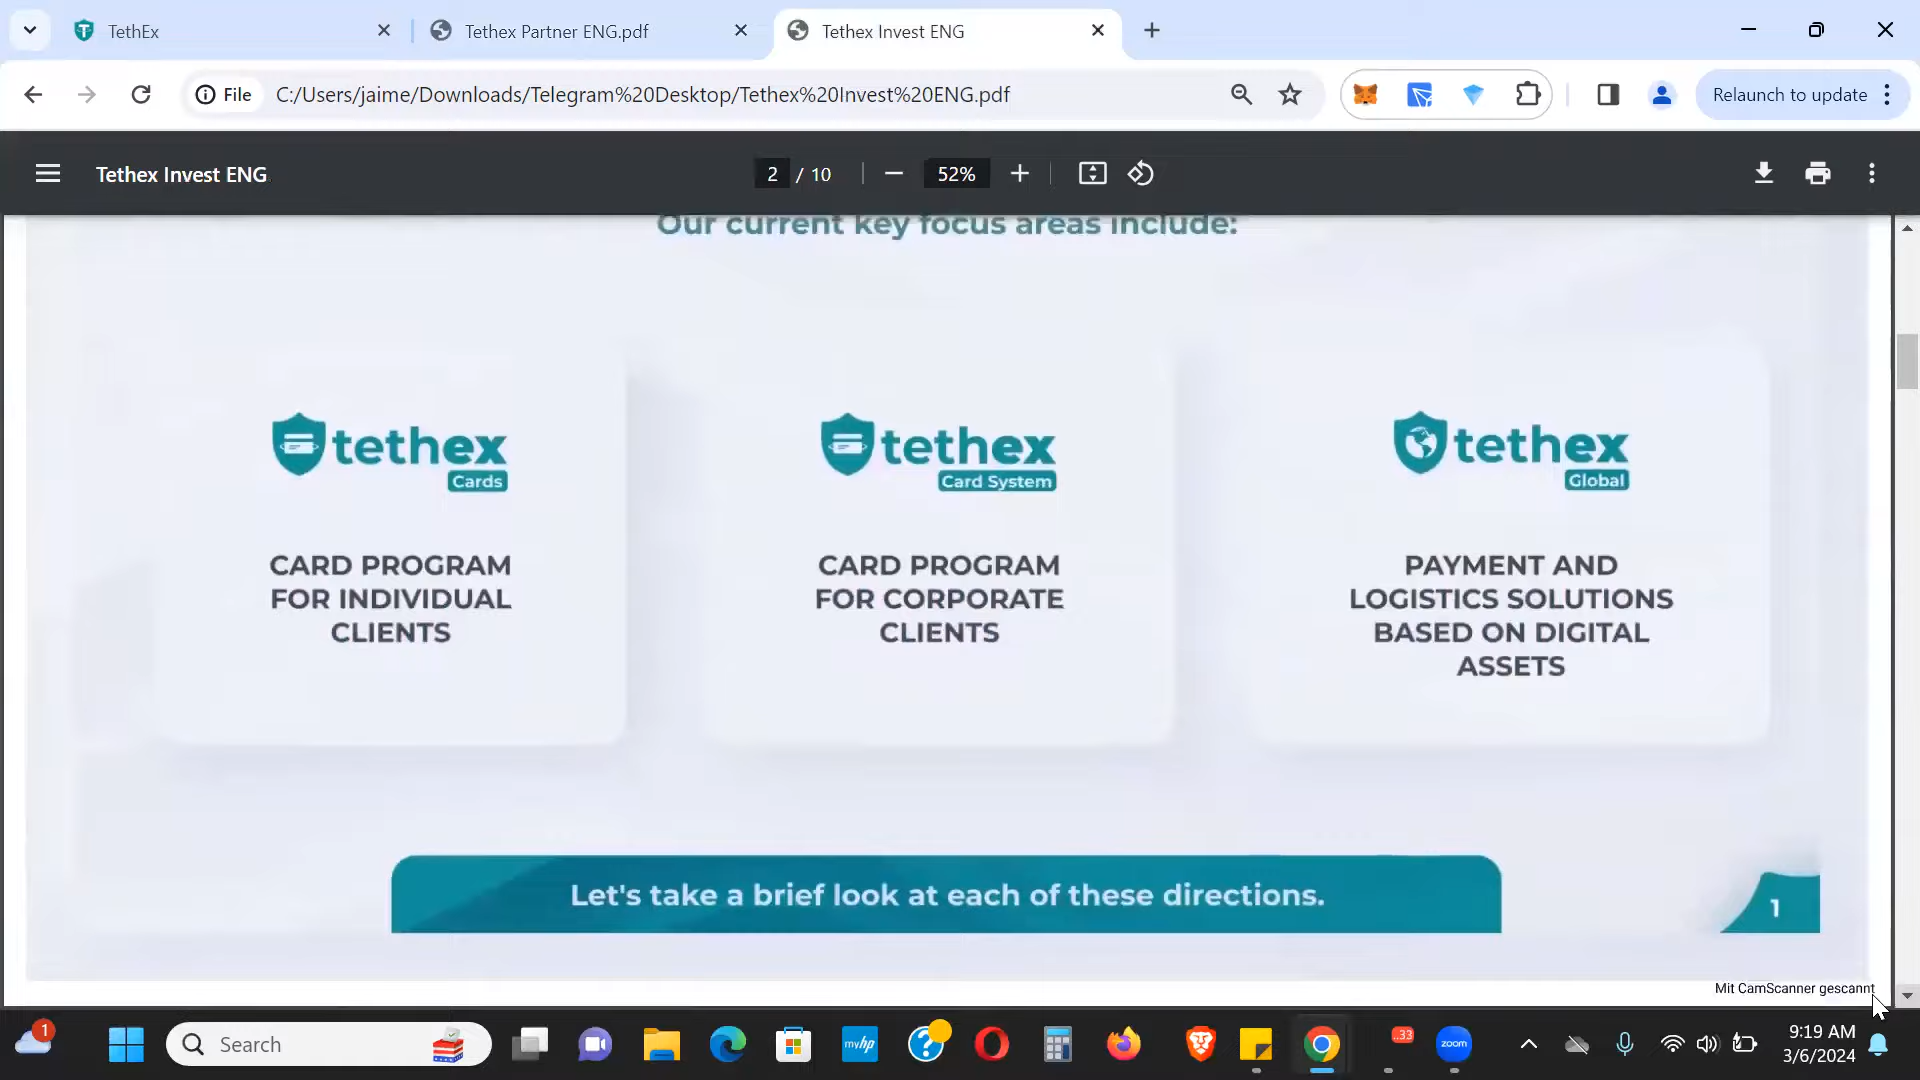 TethEx
Tethex Partner ENG.pdf
Tethex Invest ENG
File
C:/Users/jaime/Downloads/Telegram%20Desktop/Tethex%20Invest%20ENG.pdf
Relaunch to update
Tethex Invest ENG
2 / 10
52%
Our current key focus areas include:
tethex
Cards
CARD PROGRAM
FOR INDIVIDUAL
CLIENTS
tethex
Card System
CARD PROGRAM
FOR CORPORATE
CLIENTS
tethex
Global
PAYMENT AND
LOGISTICS SOLUTIONS
BASED ON DIGITAL
ASSETS
Let's take a brief look at each of these directions.
1
Mit CamScanner gescannt
1
Search
myhp
.33
zoom
9:19 AM
3/6/2024